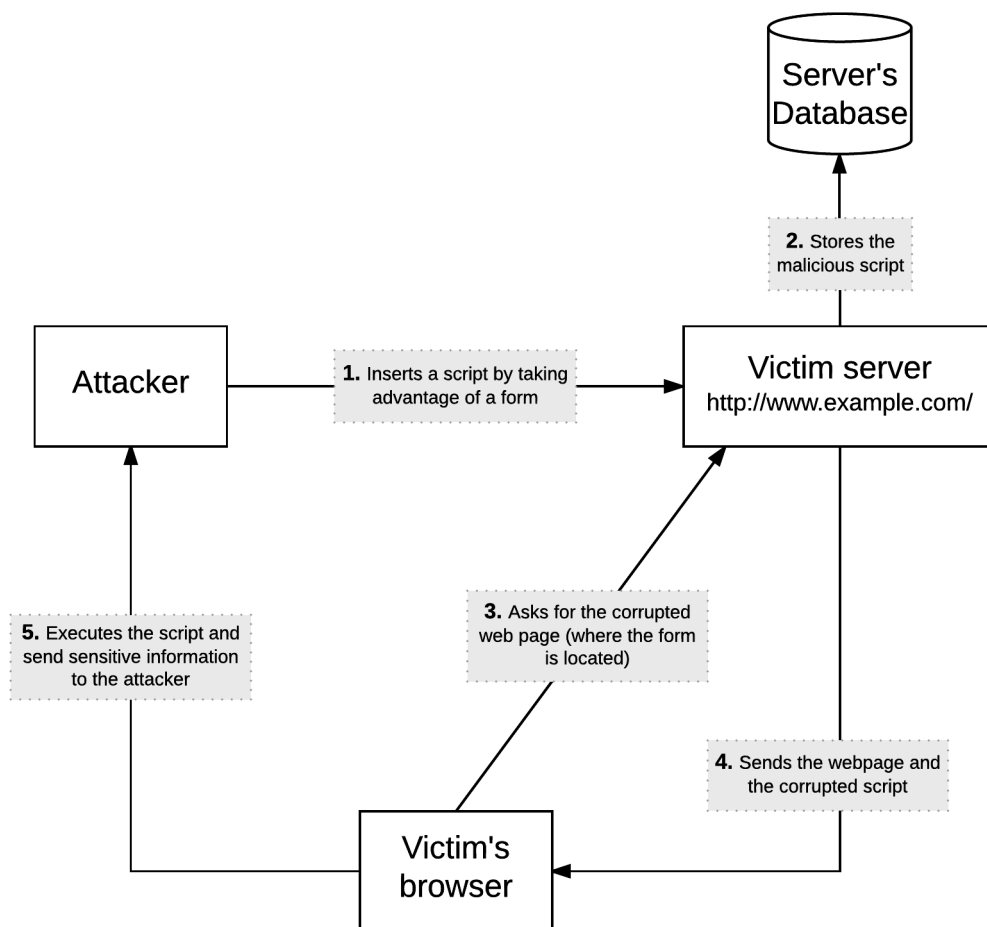 Server's
Database
2. Stores the
malicious script
Attacker
1. Inserts a script by taking
advantage of a form
Victim server
http://www.example.com/
3. Asks for the corrupted
web page (where the form
is located)
5. Executes the script and
send sensitive information
to the attacker
4. Sends the webpage and
the corrupted script
Victim's
browser